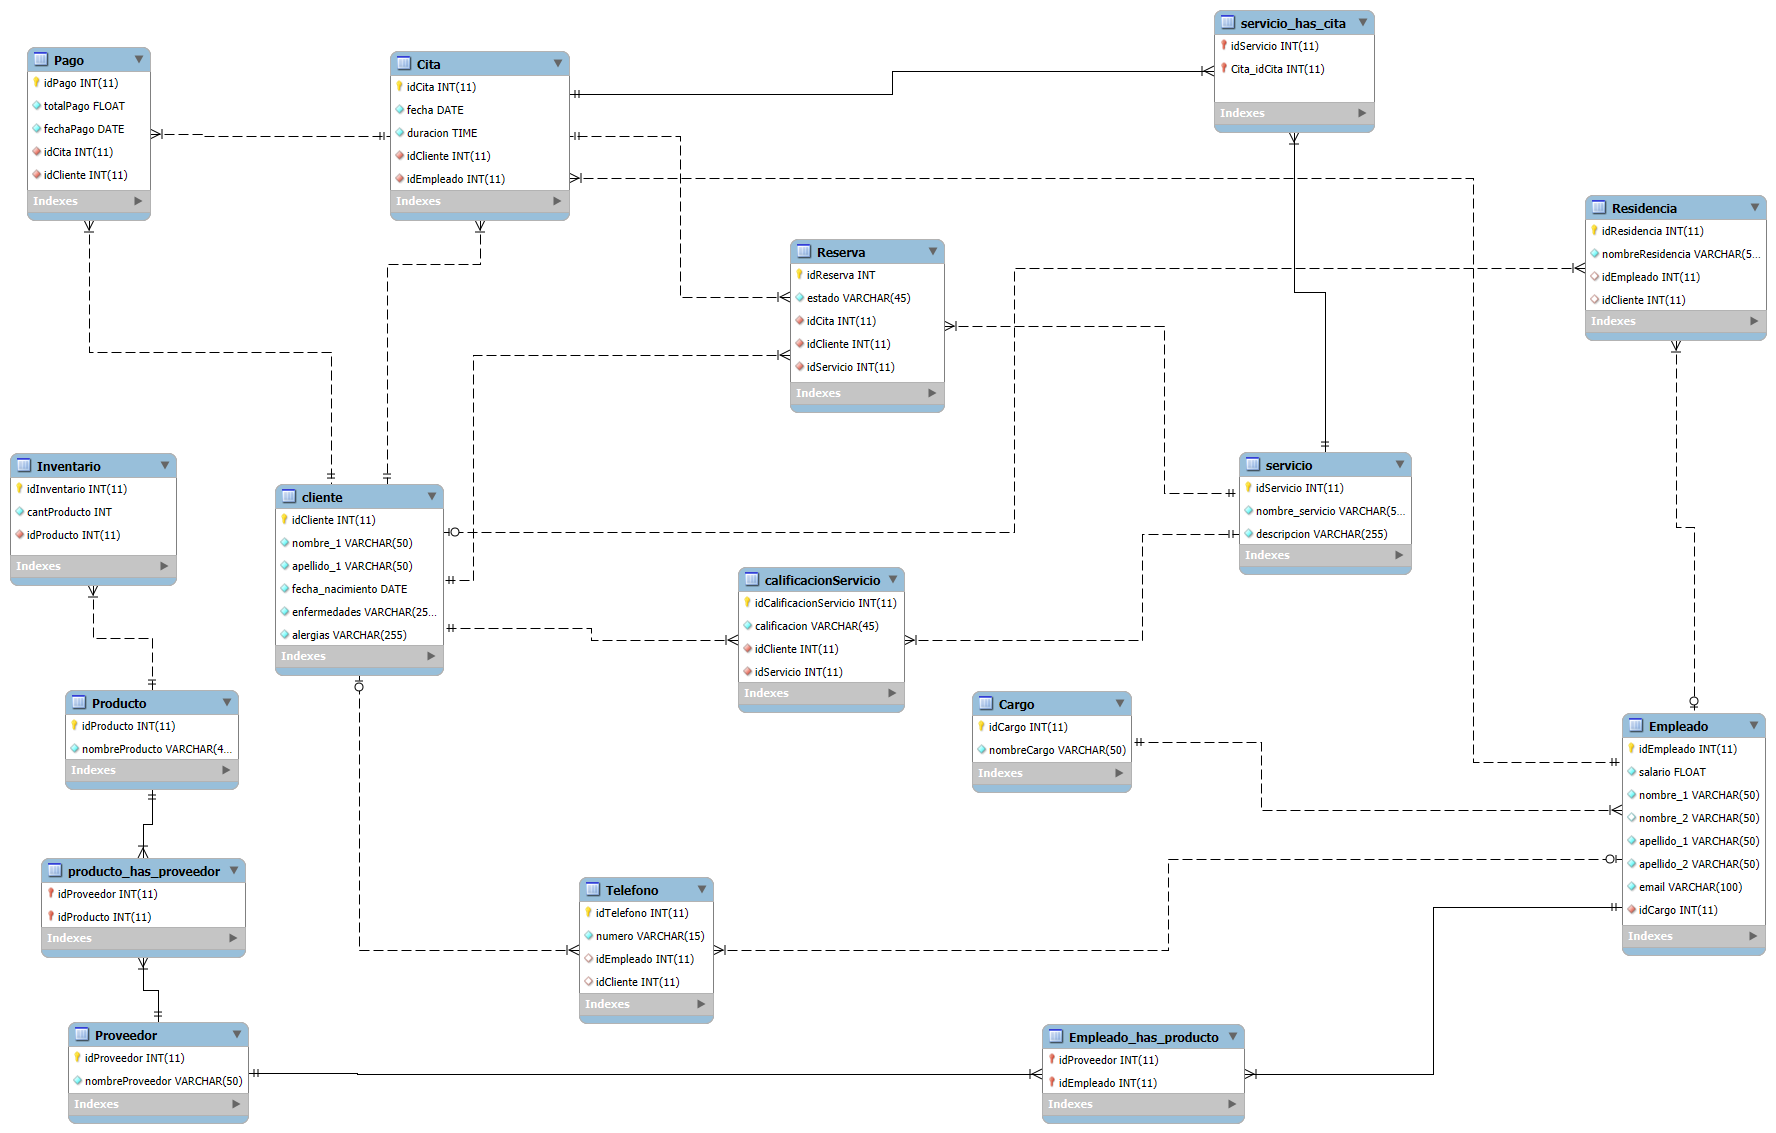 Pago
idPago INT(11)
totalPago FLOAT
fechaPago DATE
idCita INT(11)
idCliente INT(11)
Indexes
Cita
idCita INT(11)
fecha DATE
duracion TIME
idCliente INT(11)
idEmpleado INT(11)
Indexes
servicio_has_cita
idServicio INT(11)
Cita_idCita INT(11)
Indexes
Residencia
idResidencia INT(11)
nombreResidencia VARCHAR(5...
idEmpleado INT(11)
idCliente INT(11)
Indexes
Reserva
idReserva INT
estado VARCHAR(45)
idCita INT(11)
idCliente INT(11)
idServicio INT(11)
Indexes
Inventario
idInventario INT(11)
cantProducto INT
idProducto INT(11)
Indexes
cliente
idCliente INT(11)
nombre_1 VARCHAR(50)
apellido_1 VARCHAR(50)
fecha_nacimiento DATE
enfermedades VARCHAR(25...
alergias VARCHAR(255)
Indexes
servicio
idServicio INT(11)
nombre_servicio VARCHAR(5...
descripcion VARCHAR(255)
Indexes
calificacionServicio
idCalificacionServicio INT(11)
calificacion VARCHAR(45)
idCliente INT(11)
idServicio INT(11)
Indexes
Producto
idProducto INT(11)
nombreProducto VARCHAR(4...
Indexes
Cargo
idCargo INT(11)
nombreCargo VARCHAR(50)
Indexes
Empleado
idEmpleado INT(11)
salario FLOAT
nombre_1 VARCHAR(50)
nombre_2 VARCHAR(50)
apellido_1 VARCHAR(50)
apellido_2 VARCHAR(50)
email VARCHAR(100)
idCargo INT(11)
Indexes
producto_has_proveedor
idProveedor INT(11)
idProducto INT(11)
Indexes
Telefono
idTelefono INT(11)
numero VARCHAR(15)
idEmpleado INT(11)
idCliente INT(11)
Indexes
Proveedor
idProveedor INT(11)
nombreProveedor VARCHAR(50)
Indexes
Empleado_has_producto
idProveedor INT(11)
idEmpleado INT(11)
Indexes